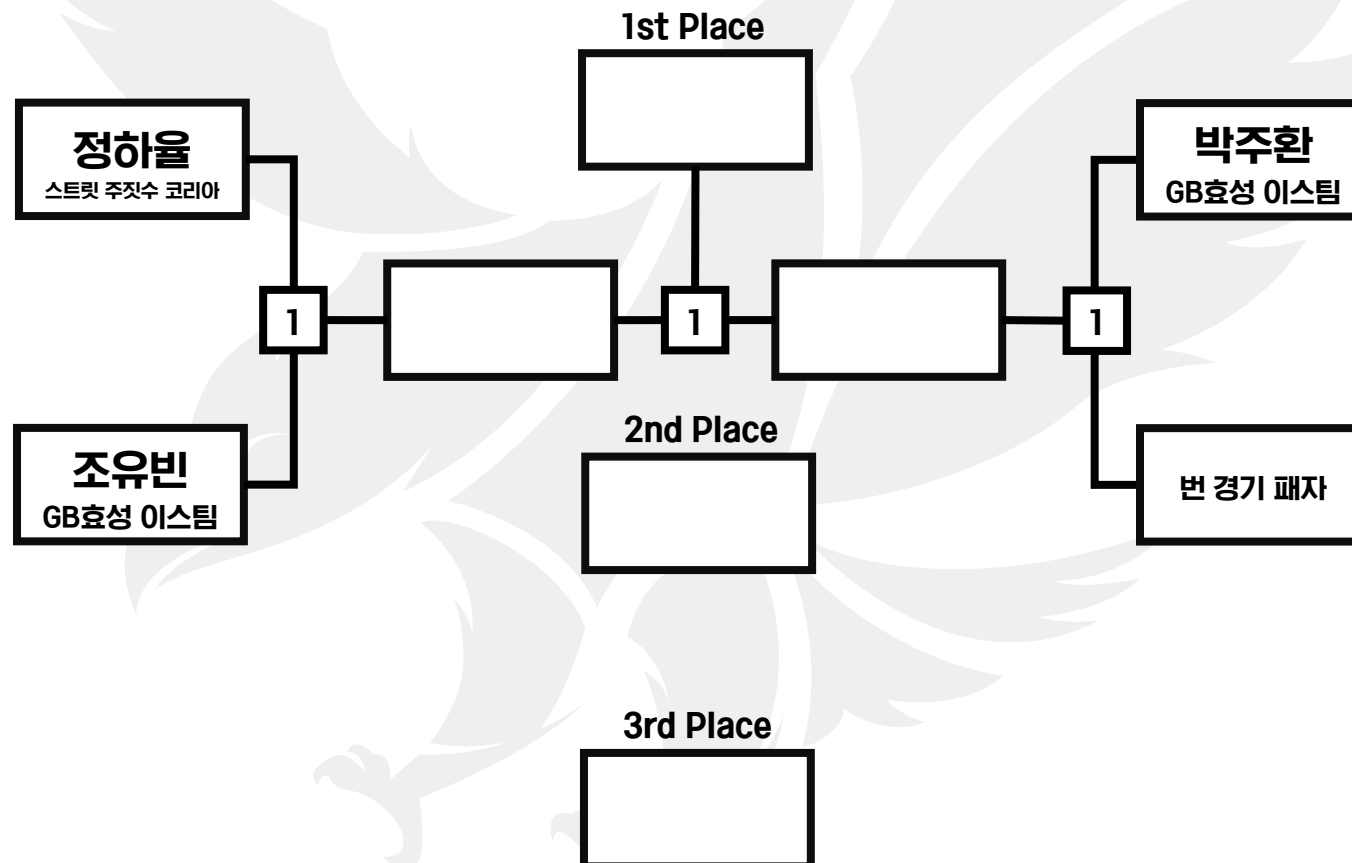 1st Place
정하율
스트릿 주짓수 코리아
박주환
GB효성 이스팀
1
1
1
조유빈
GB효성 이스팀
2nd Place
번 경기 패자
3rd Place